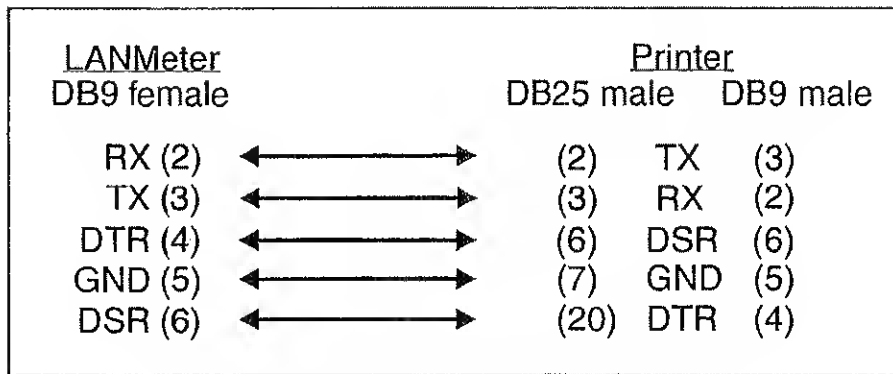 LANMeter Printer
DB9 female DB25 male DB9 male
RX (2) (2) TX (3)
TX (3) (3) RX (2)
DTR (4) (6) DSR (6)
GND (5) (7) GND (5)
DSR (6) (20) DTR (4)